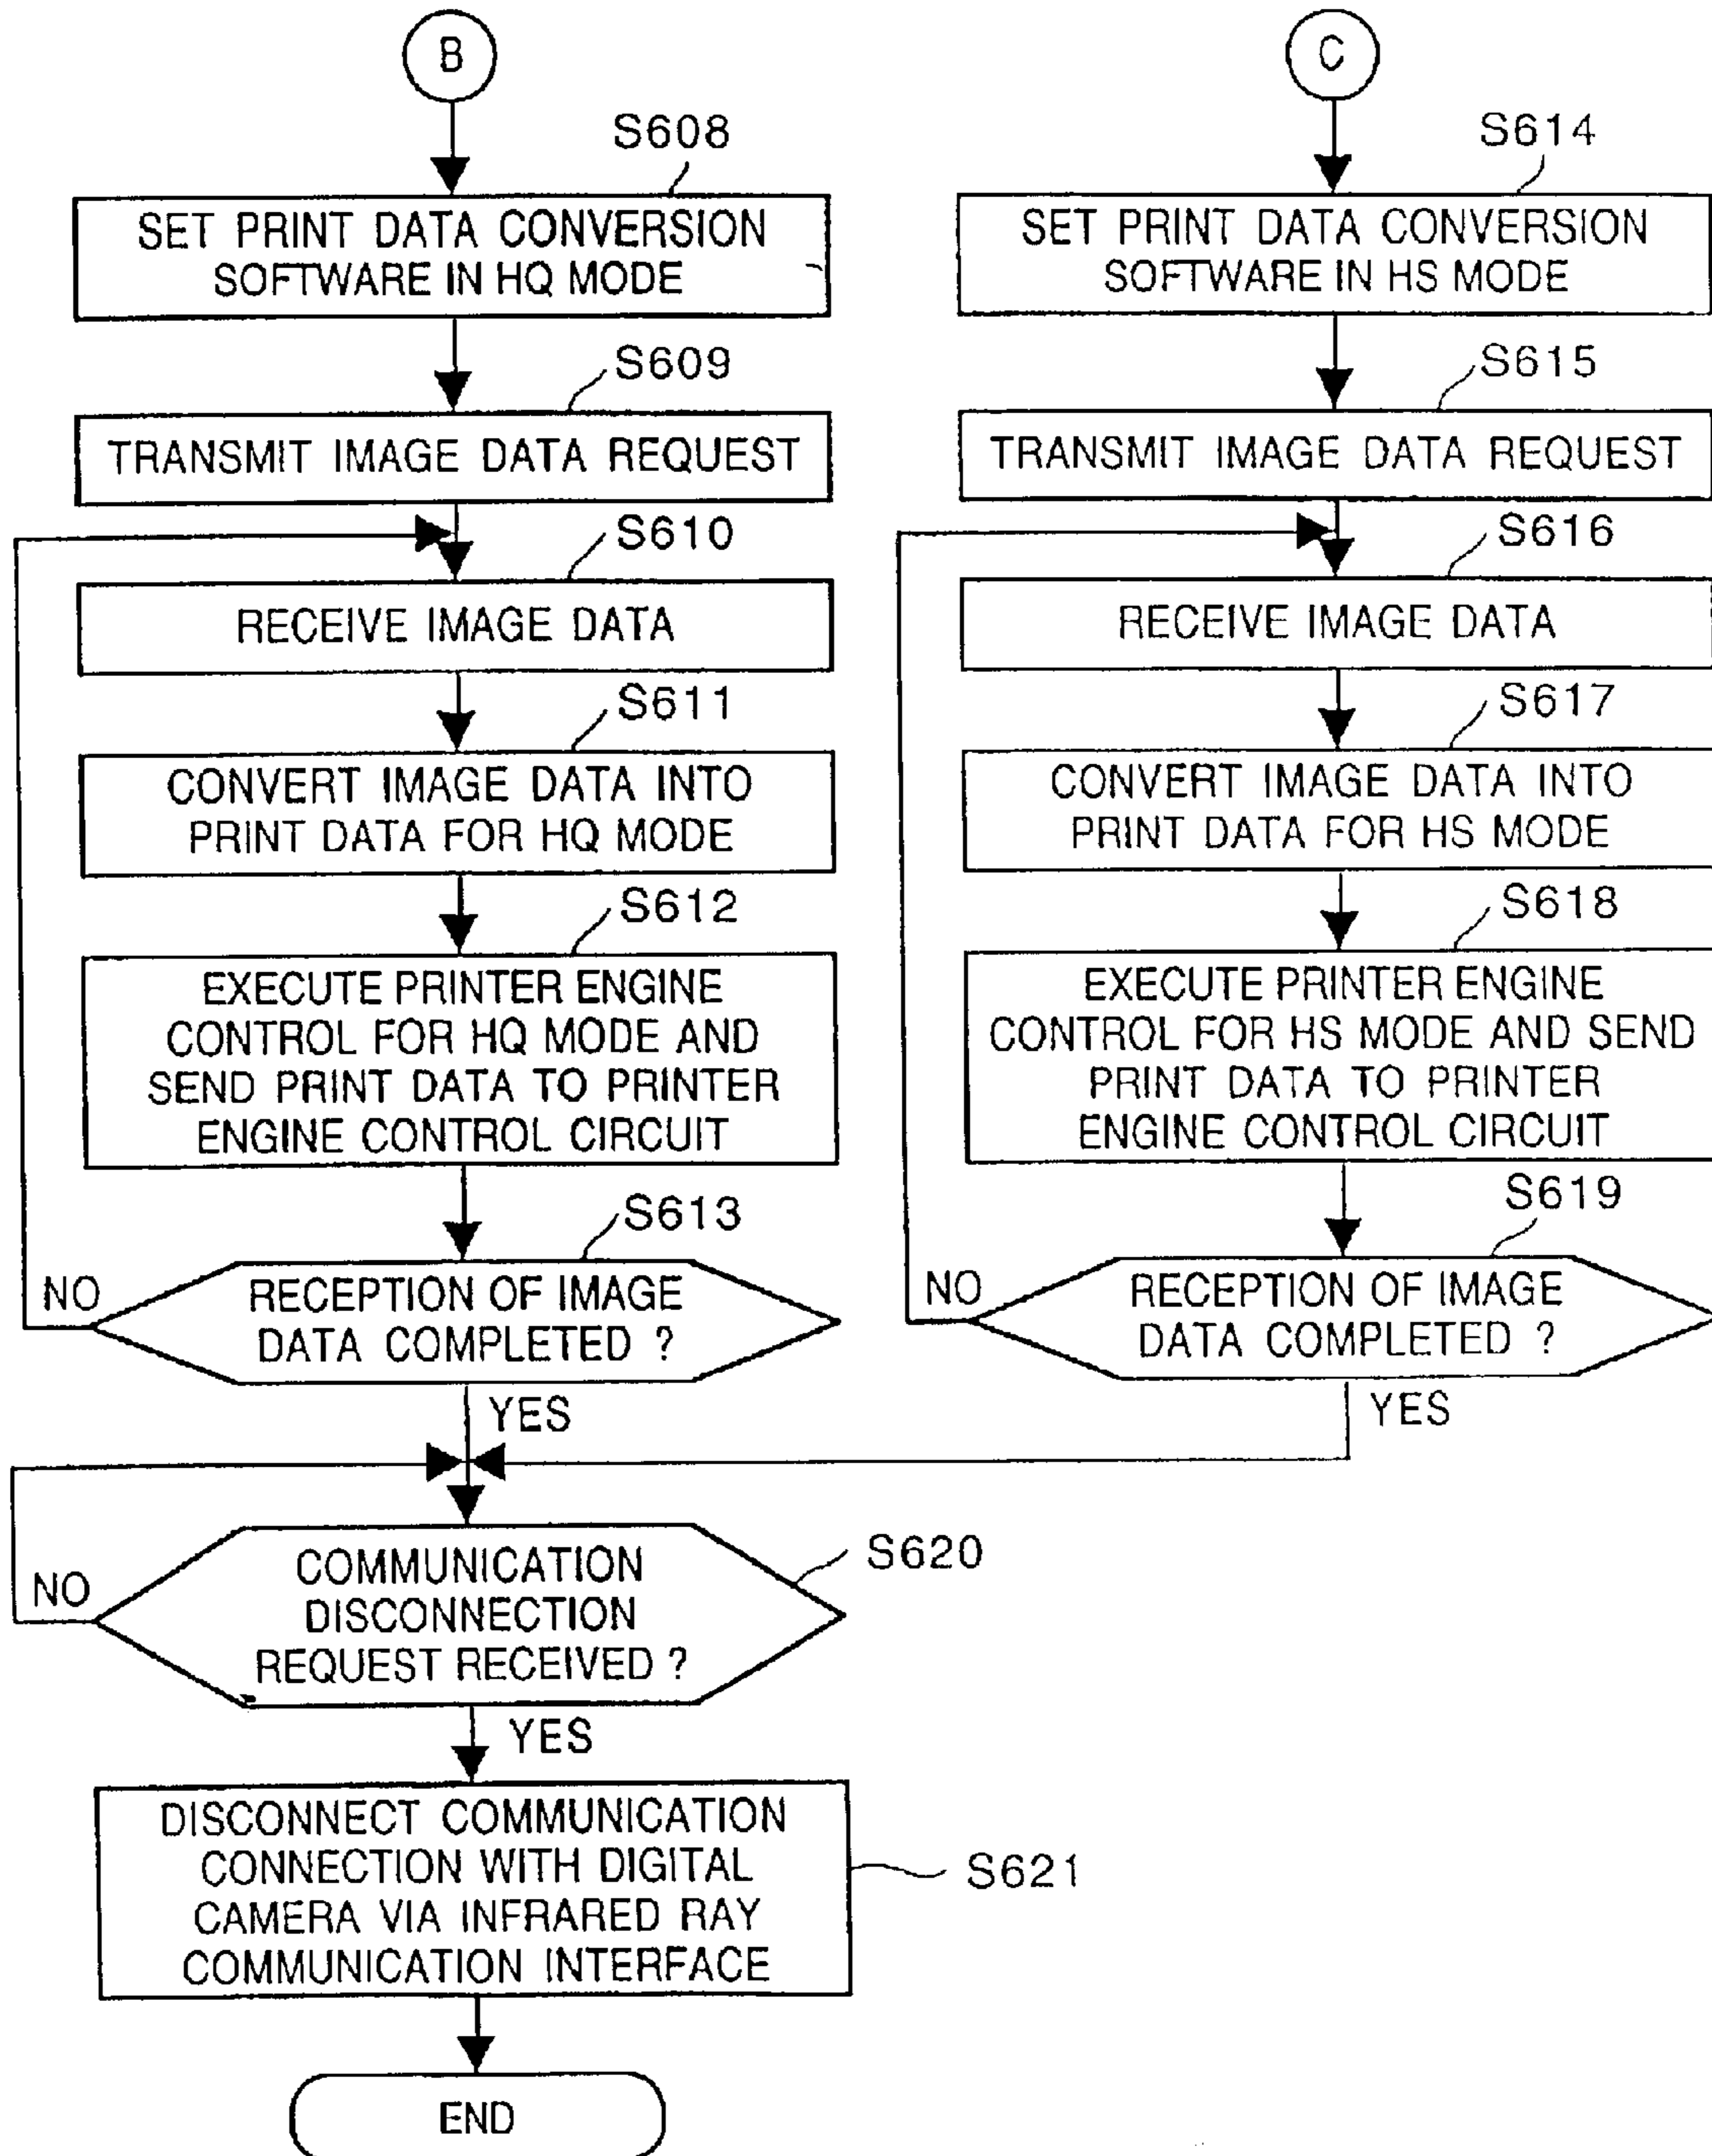 B
S608
SET PRINT DATA CONVERSION
SOFTWARE IN HQ MODE
S609
TRANSMIT IMAGE DATA REQUEST
S610
RECEIVE IMAGE DATA
S611
CONVERT IMAGE DATA INTO
PRINT DATA FOR HQ MODE
S612
EXECUTE PRINTER ENGINE
CONTROL FOR HQ MODE AND
SEND PRINT DATA TO PRINTER
ENGINE CONTROL CIRCUIT
S613
NO
RECEPTION OF IMAGE
DATA COMPLETED ?
YES
C
S614
SET PRINT DATA CONVERSION
SOFTWARE IN HS MODE
S615
TRANSMIT IMAGE DATA REQUEST
S616
RECEIVE IMAGE DATA
S617
CONVERT IMAGE DATA INTO
PRINT DATA FOR HS MODE
S618
EXECUTE PRINTER ENGINE
CONTROL FOR HS MODE AND SEND
PRINT DATA TO PRINTER
ENGINE CONTROL CIRCUIT
S619
NO
RECEPTION OF IMAGE
DATA COMPLETED ?
YES
S620
NO
COMMUNICATION
DISCONNECTION
REQUEST RECEIVED ?
YES
DISCONNECT COMMUNICATION
CONNECTION WITH DIGITAL
CAMERA VIA INFRARED RAY
COMMUNICATION INTERFACE
S621
END